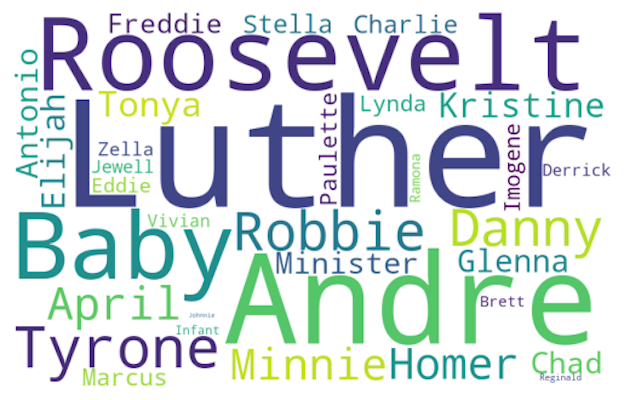 Freddie Stella Charlie
Roosevelt
Antonio
Elijah
Tonya
Paulette
Lynda
Kristine
Luther
Zella
Jewell
Eddie
Ramona
Imogene
Derrick
Baby
Vivian
Robbie
Danny
Minister
Glenna
Andre
April
Johnnie
Infant
Brett
Tyrone
Marcus
Minnie
Homer
Chad
Reginald